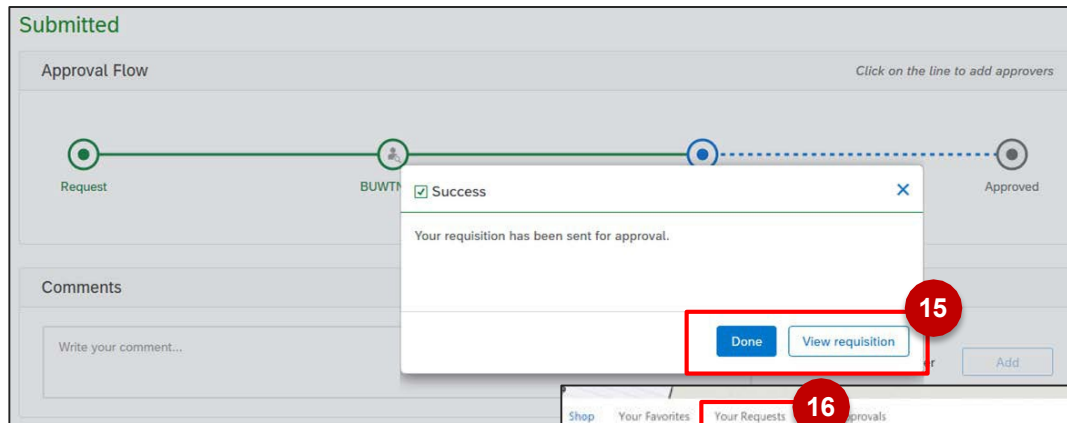 Submitted
Approval Flow
Click on the line to add approvers
Request
Approved
Success
Your requisition has been sent for approval.
Comments
15
Write your comment...
Done
View requisition
Add
Shop
Your Favorites
Your Requests
16